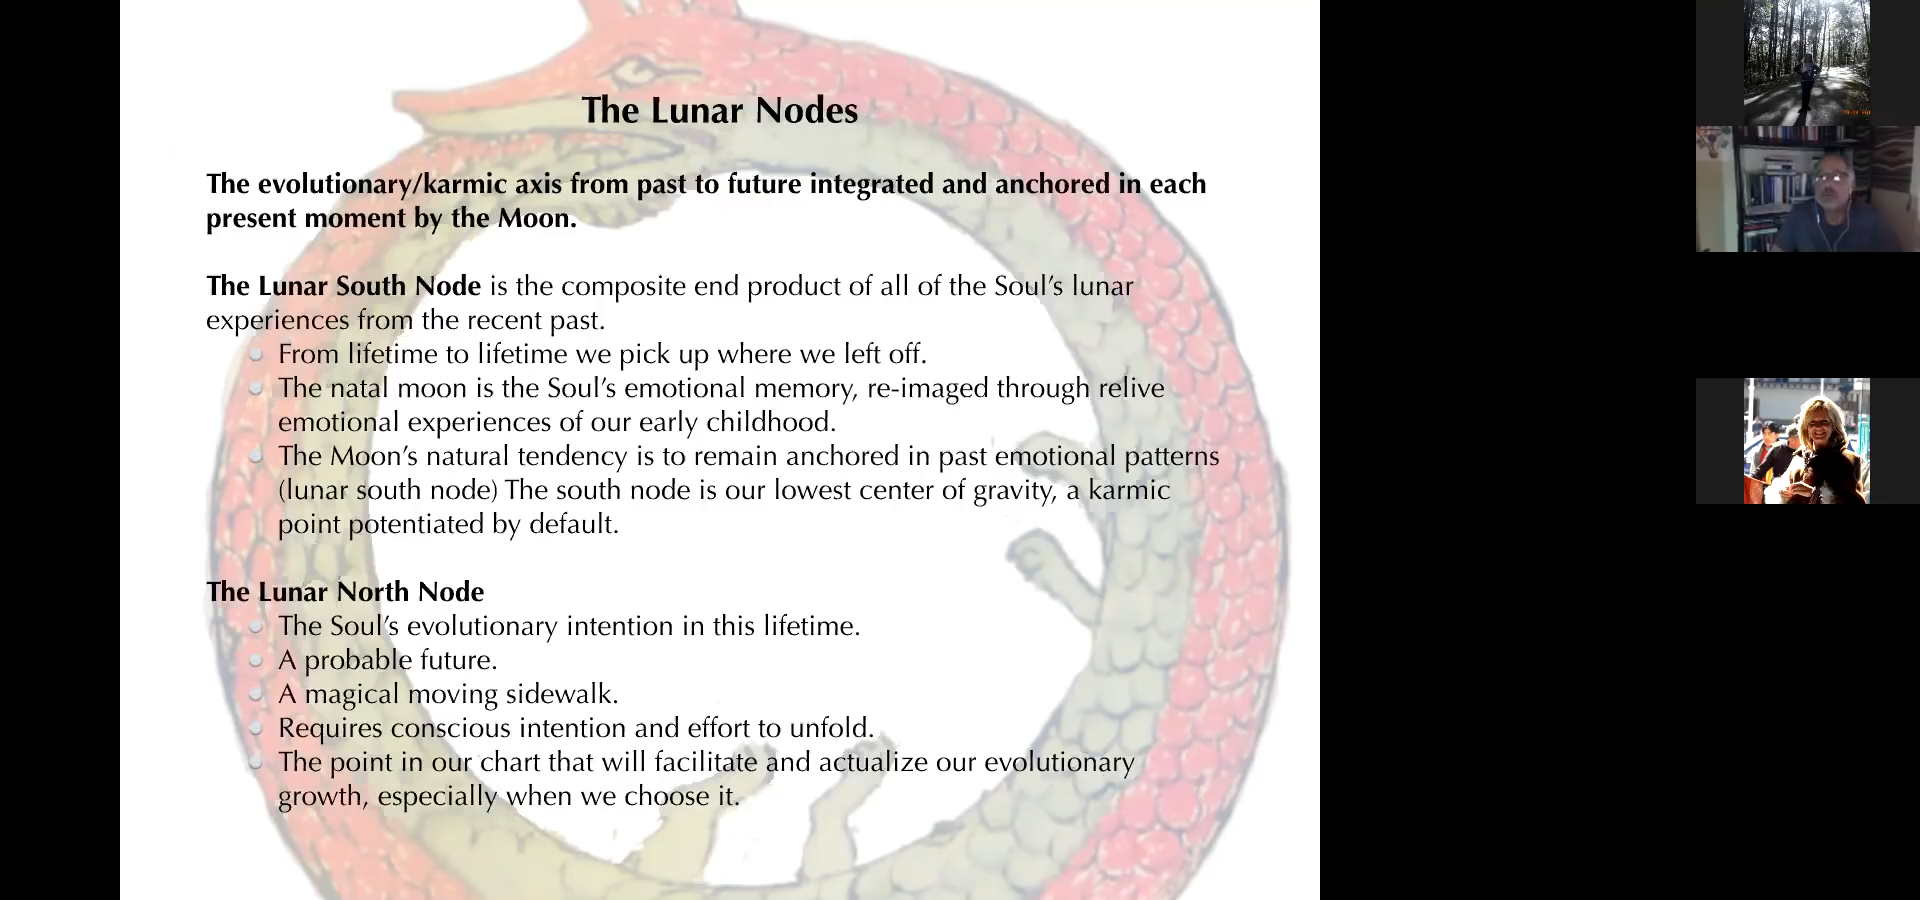 The Lunar Nodes
The evolutionary/karmic axis from past to future integrated and anchored in each
present moment by the Moon.
The Lunar South Node is the composite end product of all of the Soul’s lunar
experiences from the recent past.
From lifetime to lifetime we pick up where we left off.
The natal moon is the Soul’s emotional memory, re-imaged through relive
emotional experiences of our early childhood.
The Moon’s natural tendency is to remain anchored in past emotional patterns
(lunar south node) The south node is our lowest center of gravity, a karmic
point potentiated by default.
The Lunar North Node
The Soul’s evolutionary intention in this lifetime.
A probable future.
A magical moving sidewalk.
Requires conscious intention and effort to unfold.
The point in our chart that will facilitate and actualize our evolutionary
growth, especially when we choose it.